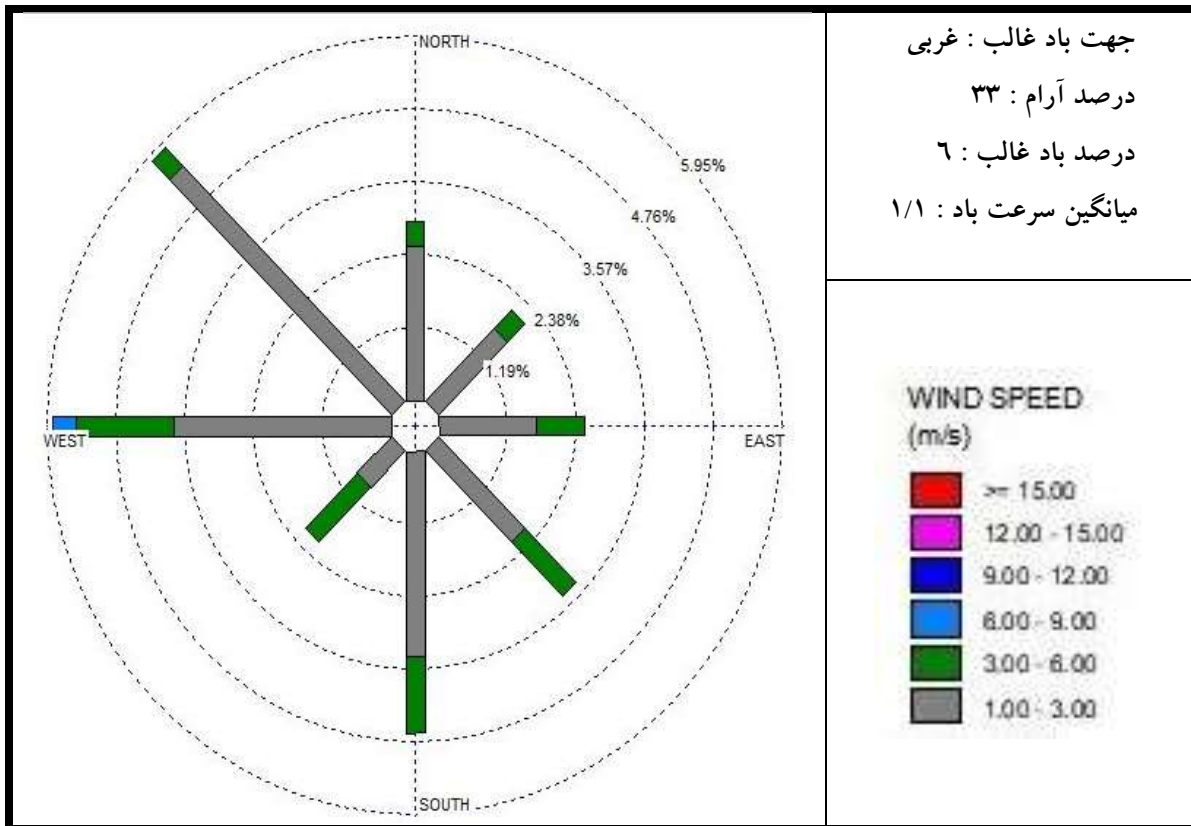 NORTH
5.95%
4.76%
3.57%
2.38%
1.19%
WEST
EAST
SOUTH
جهت باد غالب : غربی
درصد آرام : ۳۳
درصد باد غالب : ٦
میانگین سرعت باد : ۱/۱
WIND SPEED
(m/s)
>= 15.00
12.00 - 15.00
9.00 - 12.00
6.00 - 9.00
3.00 - 6.00
1.00 - 3.00